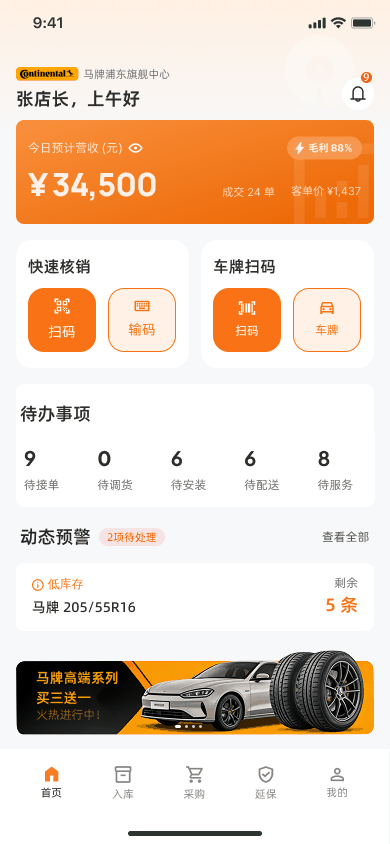 9:41
Continental
马牌浦东旗舰中心
张店长，上午好
9
今日预计营收 (元)
毛利 88%
¥34,500
成交 24 单
客单价 ¥1,437
快速核销
车牌扫码
扫码
输码
扫码
车牌
待办事项
9
0
6
6
8
待接单
待调货
待安装
待配送
待服务
动态预警
2项待处理
查看全部
低库存
剩余
马牌 205/55R16
5 条
马牌高端系列
买三送一
火热进行中！
首页
入库
采购
延保
我的